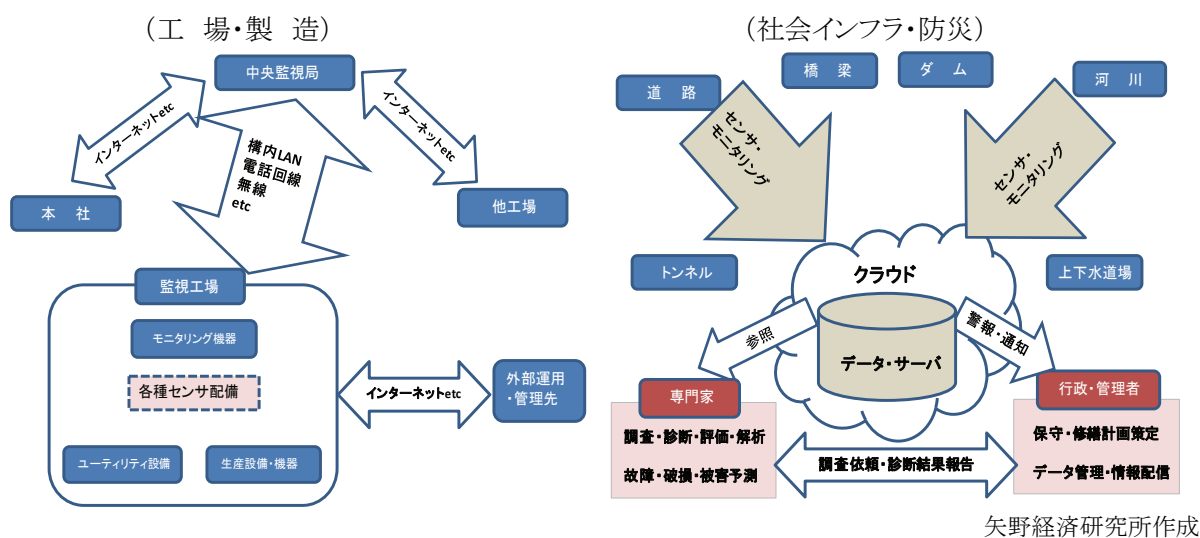 （工　場・製　造）
中央監視局
インターネットetc
インターネットetc
構内LAN
電話回線
無線
etc
本　社
他工場
監視工場
モニタリング機器
各種センサ配備
ユーティリティ設備
生産設備・機器
インターネットetc
外部運用
・管理先
（社会インフラ・防災）
道　路
橋　梁
ダ　ム
河　川
センサ・
モニタリング
センサ・
モニタリング
トンネル
上下水道場
クラウド
データ・サーバ
参照
警報・通知
専門家
調査・診断・評価・解析
故障・破損・被害予測
行政・管理者
保守・修繕計画策定
データ管理・情報配信
調査依頼・診断結果報告
矢野経済研究所作成